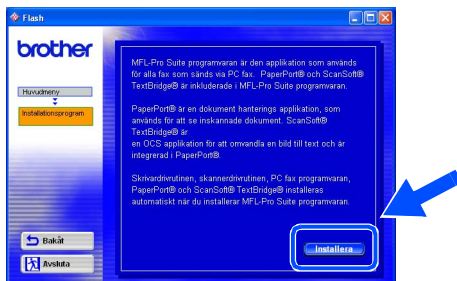 Flash
brother
Huvudmeny
Installationsprogram
MFL-Pro Suite programvaran är den applikation som används
för alla fax som sänds via PC fax. PaperPort® och ScanSoft®
TextBridge® är inkluderade i MFL-Pro Suite programvaran.
PaperPort® är en dokument hanterings applikation, som
används för att se inskannade dokument. ScanSoft®
TextBridge® är
en OCS applikation för att omvandla en bild till text och är
integrerad i PaperPort®.
Skrivardrivrutinen, skannerdrivrutinen, PC fax programvaran,
PaperPort® och ScanSoft® TextBridge® installeras
automatiskt när du installerar MFL-Pro Suite programvaran.
Bakåt
Avsluta
Installera